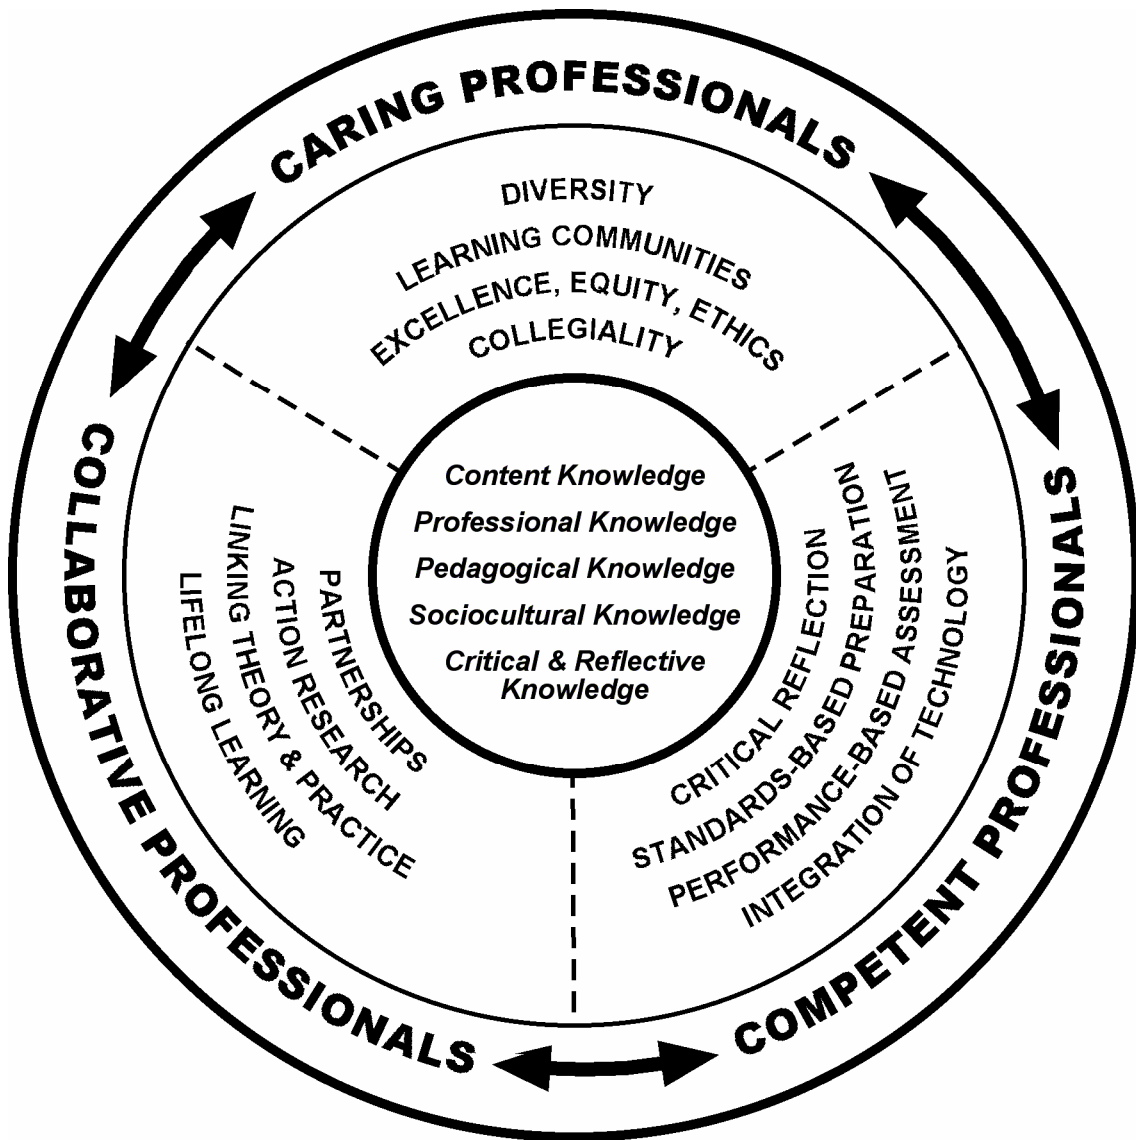 CARING PROFESSIONALS
DIVERSITY
LEARNING COMMUNITIES
EXCELLENCE, EQUITY, ETHICS
COLLEGIALITY
Content Knowledge
Professional Knowledge
Pedagogical Knowledge
Sociocultural Knowledge
Critical & Reflective
Knowledge
COLLABORATIVE PROFESSIONALS
PARTNERSHIPS
ACTION RESEARCH
LINKING THEORY & PRACTICE
LIFELONG LEARNING
COMPETENT PROFESSIONALS
CRITICAL REFLECTION
STANDARDS-BASED PREPARATION
PERFORMANCE-BASED ASSESSMENT
INTEGRATION OF TECHNOLOGY